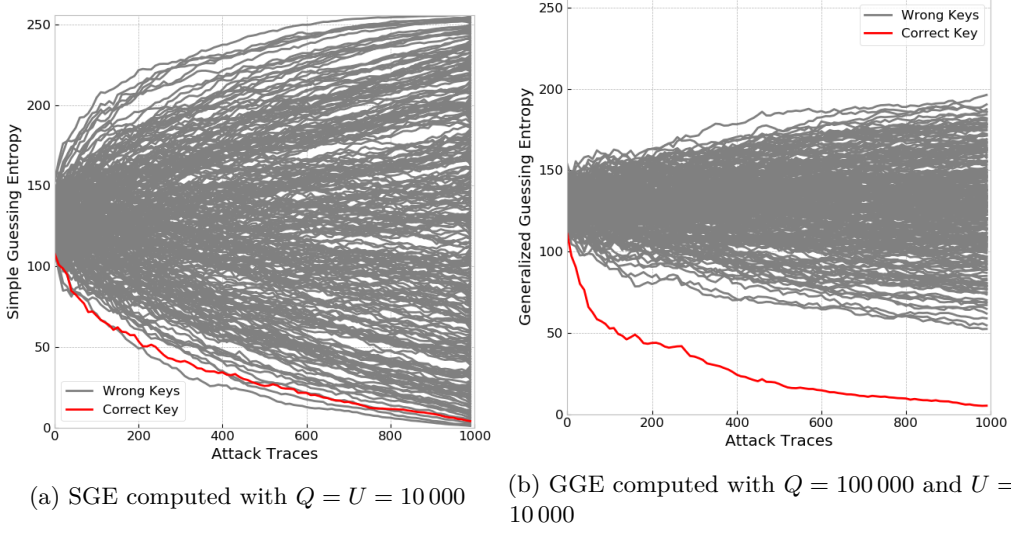 Simple Guessing Entropy
250
200
150
100
50
0
0 200 400 600 800 1000
Attack Traces
Wrong Keys
Correct Key
(a) SGE computed with Q = U = 10 000
Generalized Guessing Entropy
250
200
150
100
50
0
0 200 400 600 800 1000
Attack Traces
Wrong Keys
Correct Key
(b) GGE computed with Q = 100 000 and U =
10 000